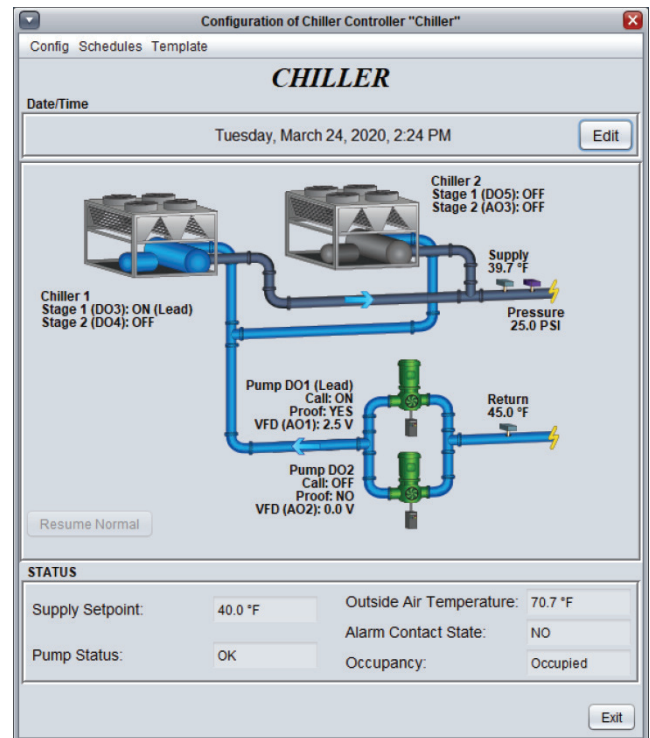 Configuration of Chiller Controller "Chiller"
Config Schedules Template
CHILLER
Date/Time
Tuesday, March 24, 2020, 2:24 PM
Edit
Chiller 2
Stage 1 (DO5): OFF
Stage 2 (AO3): OFF
Supply
39.7 °F
Chiller 1
Stage 1 (DO3): ON (Lead)
Stage 2 (DO4): OFF
Pressure
25.0 PSI
Pump DO1 (Lead)
Call: ON
Proof: YES
VFD (AO1): 2.5 V
Return
45.0 °F
Pump DO2
Call: OFF
Proof: NO
VFD (AO2): 0.0 V
Resume Normal
STATUS
Supply Setpoint: 40.0 °F
Outside Air Temperature: 70.7 °F
Alarm Contact State: NO
Pump Status: OK
Occupancy: Occupied
Exit